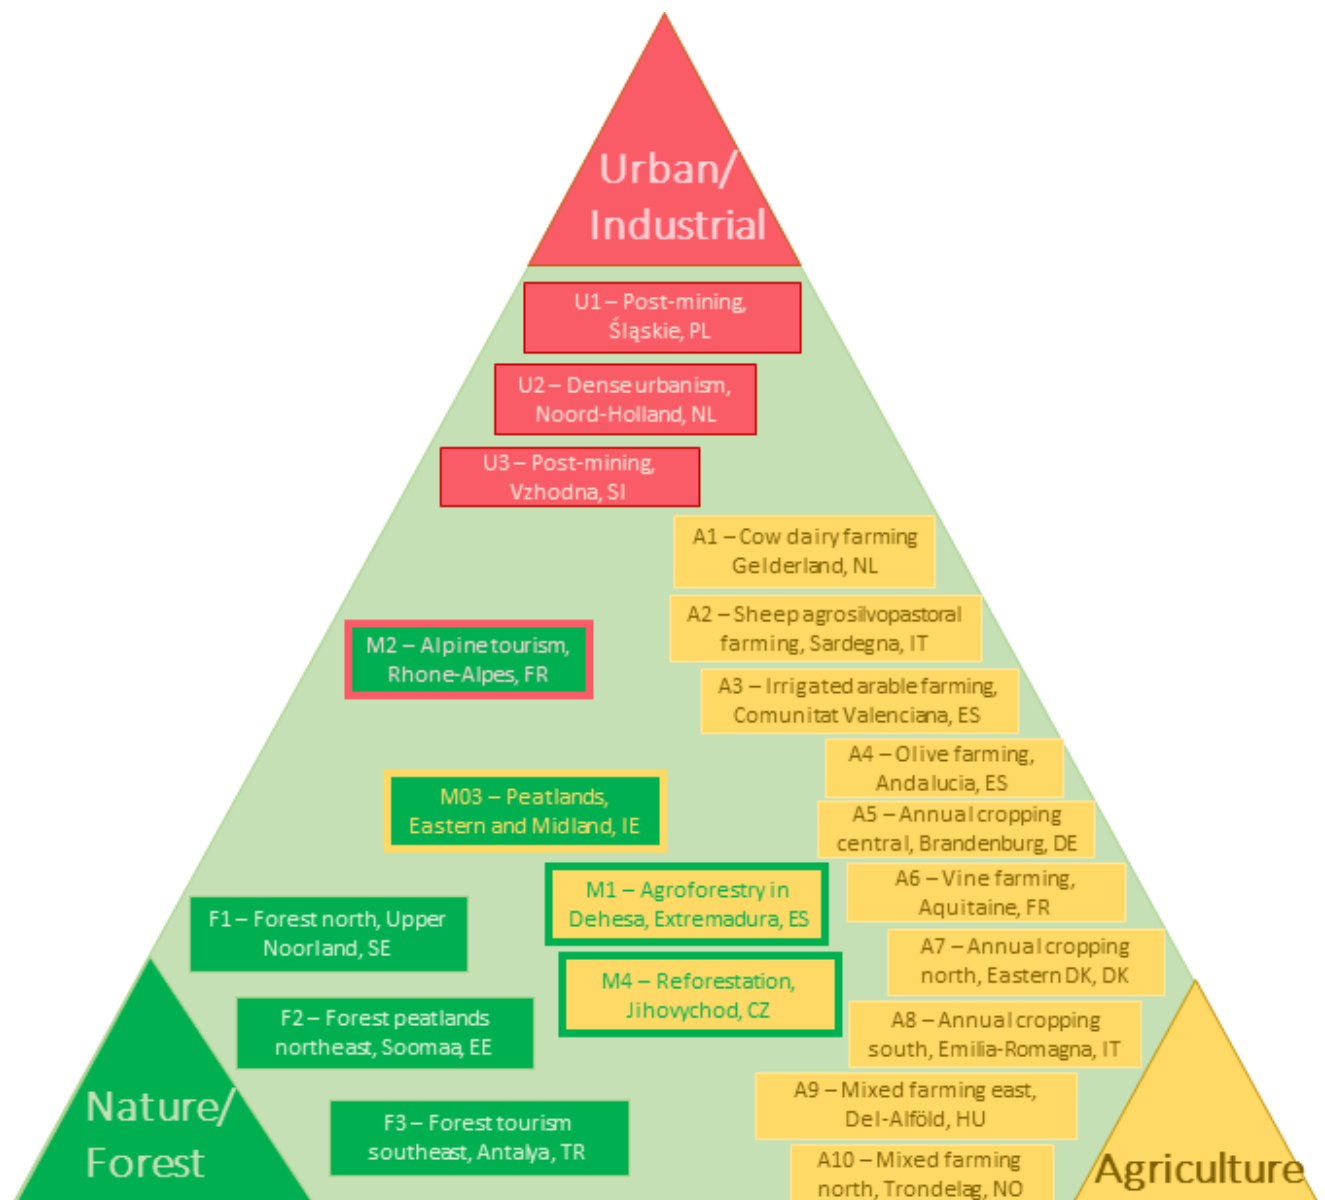 Urban/
Industrial
U1 – Post-mining,
Śląskie, PL
U2 – Dense urbanism,
Noord-Holland, NL
U3 – Post-mining,
Vzhodna, SI
A1 – Cow dairy farming
Gelderland, NL
A2 – Sheep agrosilvopastoral
farming, Sardegna, IT
M2 – Alpine tourism,
Rhone-Alpes, FR
A3 – Irrigated arable farming,
Comunitat Valenciana, ES
A4 – Olive farming,
Andalucia, ES
M03 – Peatlands,
Eastern and Midland, IE
A5 – Annual cropping
central, Brandenburg, DE
M1 – Agroforestry in
Dehesa, Extremadura, ES
A6 – Vine farming,
Aquitaine, FR
F1 – Forest north, Upper
Noorland, SE
A7 – Annual cropping
north, Eastern DK, DK
M4 – Reforestation,
Jihovychod, CZ
F2 – Forest peatlands
northeast, Soomaa, EE
A8 – Annual cropping
south, Emilia-Romagna, IT
A9 – Mixed farming east,
Del-Alföld, HU
Nature/
Forest
F3 – Forest tourism
southeast, Antalya, TR
A10 – Mixed farming
north, Trondelag, NO
Agriculture